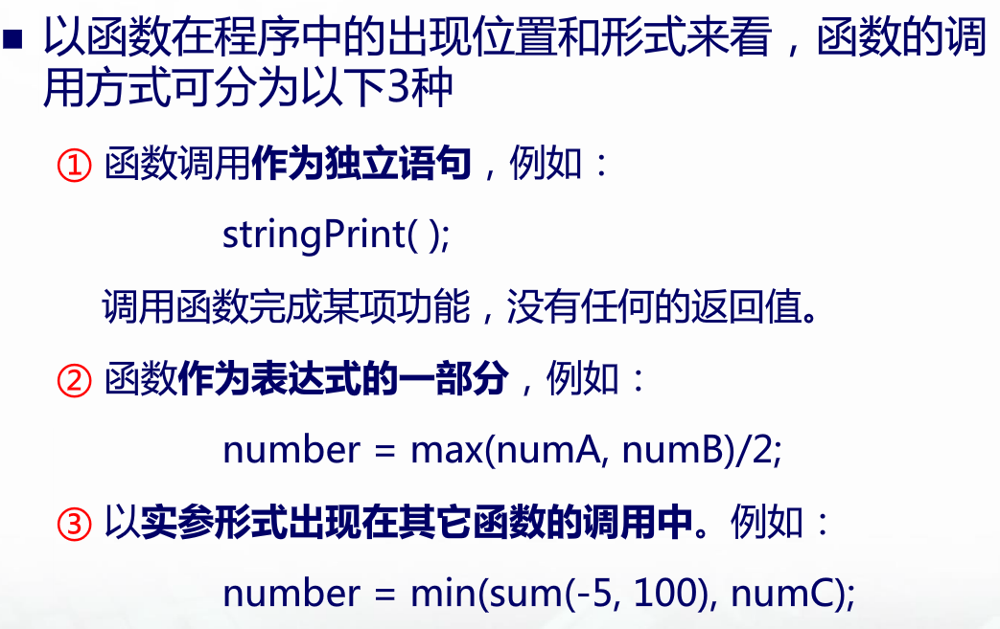 ■ 以函数在程序中的出现位置和形式来看，函数的调
用方式可分为以下3种
① 函数调用作为独立语句，例如：
stringPrint( );
调用函数完成某项功能，没有任何的返回值。
② 函数作为表达式的一部分，例如：
number = max(numA, numB)/2;
③ 以实参形式出现在其它函数的调用中。例如：
number = min(sum(-5, 100), numC);